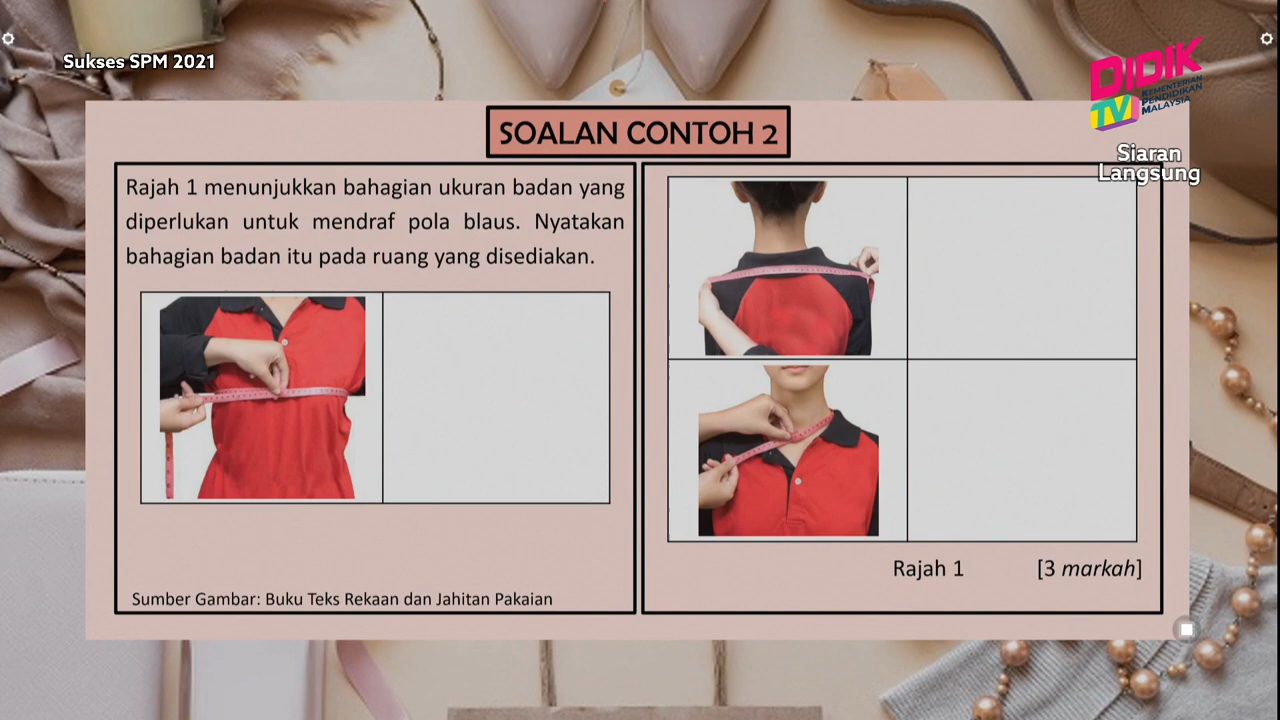 Sukses SPM 2021
DIDIK
TV
KEMENTERIAN
PENDIDIKAN
MALAYSIA
Siaran
Langsung
SOALAN CONTOH 2
Rajah 1 menunjukkan bahagian ukuran badan yang
diperlukan untuk mendraf pola blaus. Nyatakan
bahagian badan itu pada ruang yang disediakan.
Sumber Gambar: Buku Teks Rekaan dan Jahitan Pakaian
Rajah 1 [3 markah]